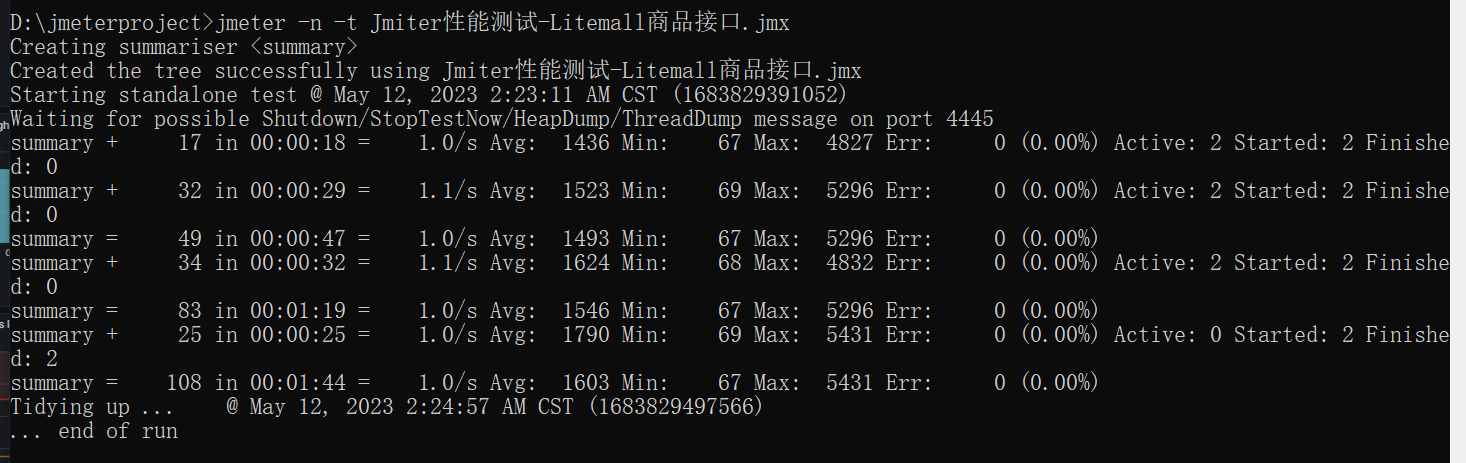 D:\jmeterproject>jmeter -n -t Jmiter性能测试-Litemall商品接口.jmx
Creating summariser <summary>
Created the tree successfully using Jmiter性能测试-Litemall商品接口.jmx
Starting standalone test @ May 12, 2023 2:23:11 AM CST (1683829391052)
Waiting for possible Shutdown/StopTestNow/HeapDump/ThreadDump message on port 4445
summary +     17 in 00:00:18 =    1.0/s Avg:  1436 Min:    67 Max:  4827 Err:     0 (0.00%) Active: 2 Started: 2 Finishe
d: 0
summary +     32 in 00:00:29 =    1.1/s Avg:  1523 Min:    69 Max:  5296 Err:     0 (0.00%) Active: 2 Started: 2 Finishe
d: 0
summary =     49 in 00:00:47 =    1.0/s Avg:  1493 Min:    67 Max:  5296 Err:     0 (0.00%)
summary +     34 in 00:00:32 =    1.1/s Avg:  1624 Min:    68 Max:  4832 Err:     0 (0.00%) Active: 2 Started: 2 Finishe
d: 0
summary =     83 in 00:01:19 =    1.0/s Avg:  1546 Min:    67 Max:  5296 Err:     0 (0.00%)
summary +     25 in 00:00:25 =    1.0/s Avg:  1790 Min:    69 Max:  5431 Err:     0 (0.00%) Active: 0 Started: 2 Finishe
d: 2
summary =    108 in 00:01:44 =    1.0/s Avg:  1603 Min:    67 Max:  5431 Err:     0 (0.00%)
Tidying up ...    @ May 12, 2023 2:24:57 AM CST (1683829497566)
... end of run